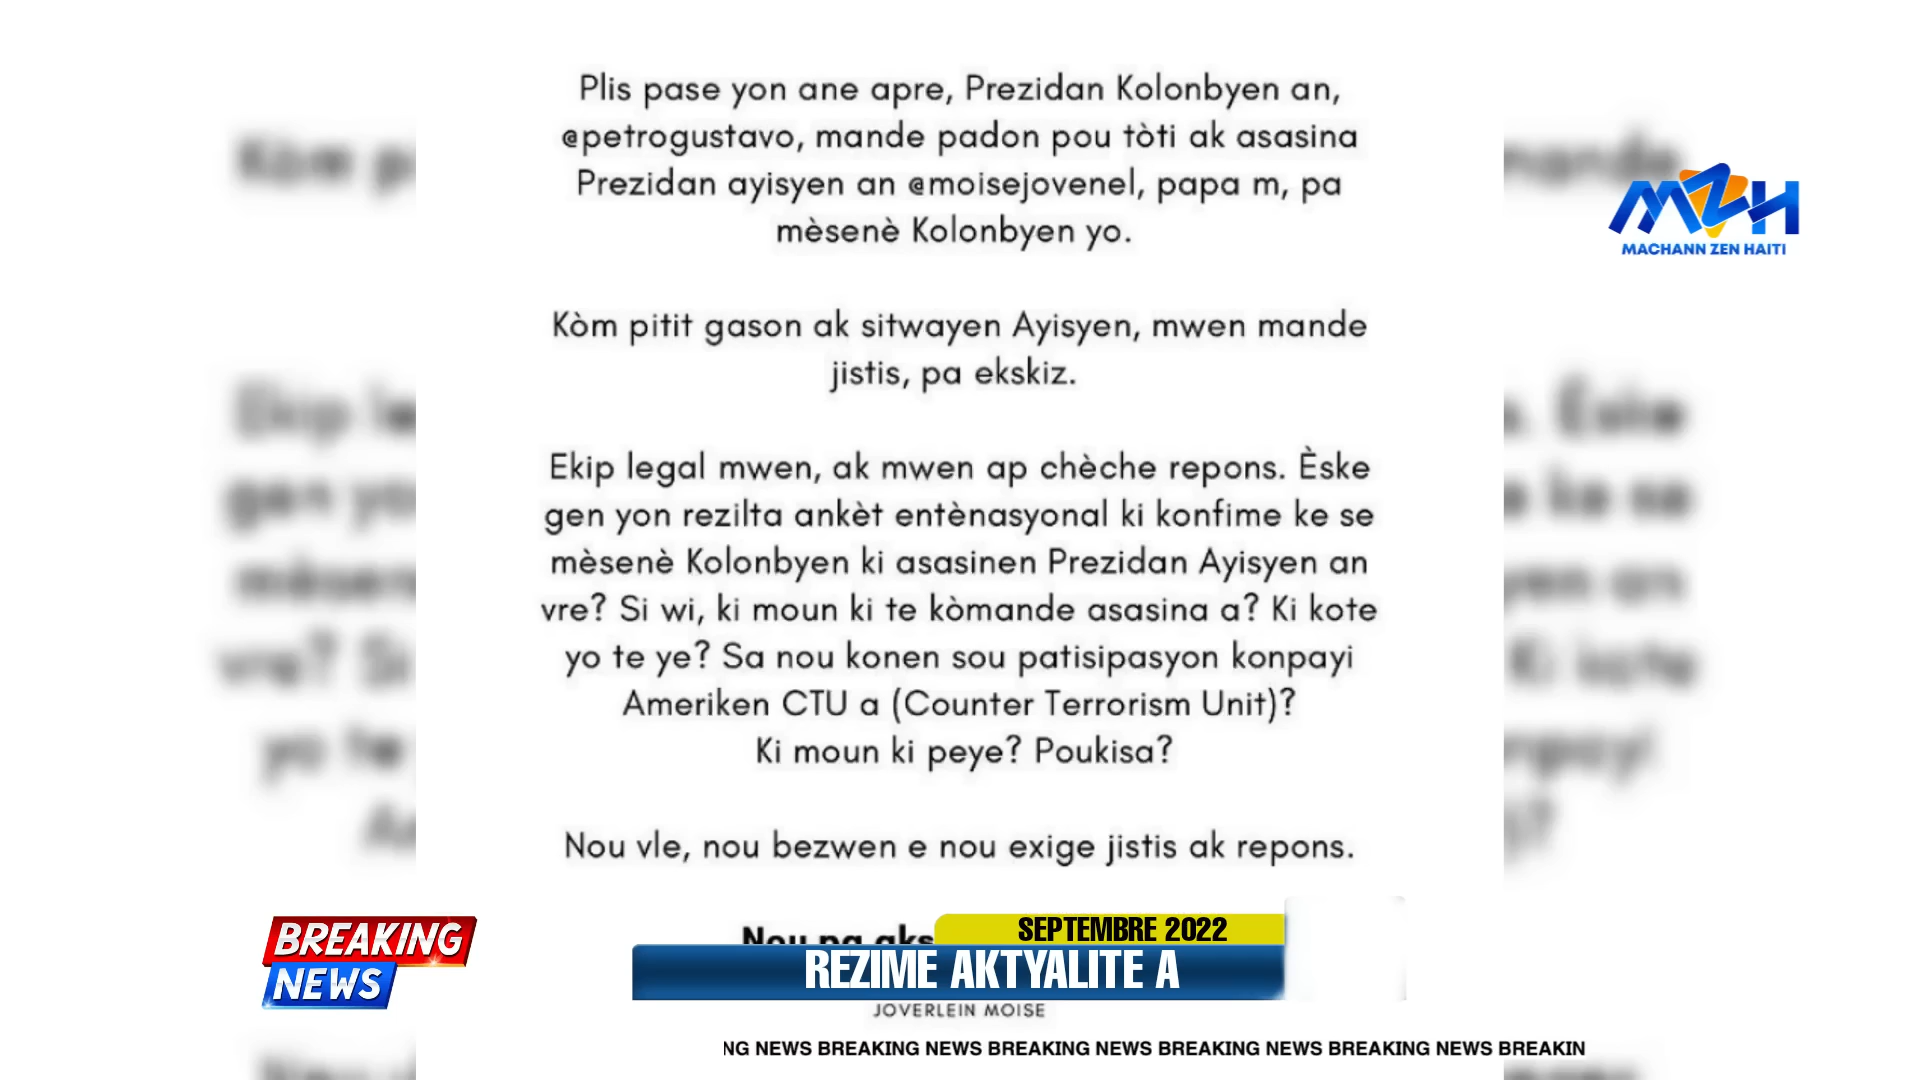 Plis pase yon ane apre, Prezidan Kolonbyen an,
@petrogustavo, mande padon pou tòti ak asasina
Prezidan ayisyen an @moisejovenel, papa m, pa
mèsenè Kolonbyen yo.
Kòm pitit gason ak sitwayen Ayisyen, mwen mande
jistis, pa ekskiz.
Ekip legal mwen, ak mwen ap chèche repons. Èske
gen yon rezilta ankèt entènasyonal ki konfime ke se
mèsenè Kolonbyen ki asasinen Prezidan Ayisyen an
vre? Si wi, ki moun ki te kòmande asasina a? Ki kote
yo te ye? Sa nou konen sou patisipasyon konpayi
Ameriken CTU a (Counter Terrorism Unit)?
Ki moun ki peye? Poukisa?
Nou vle, nou bezwen e nou exige jistis ak repons.
Nou pa
JOVERLEIN MOISE
MZH
MACHANN ZEN HAITI
BREAKING
NEWS
SEPTEMBRE 2022
REZIME AKTYALITE A
NEWS BREAKING NEWS BREAKING NEWS BREAKING NEWS BREAKING NEWS